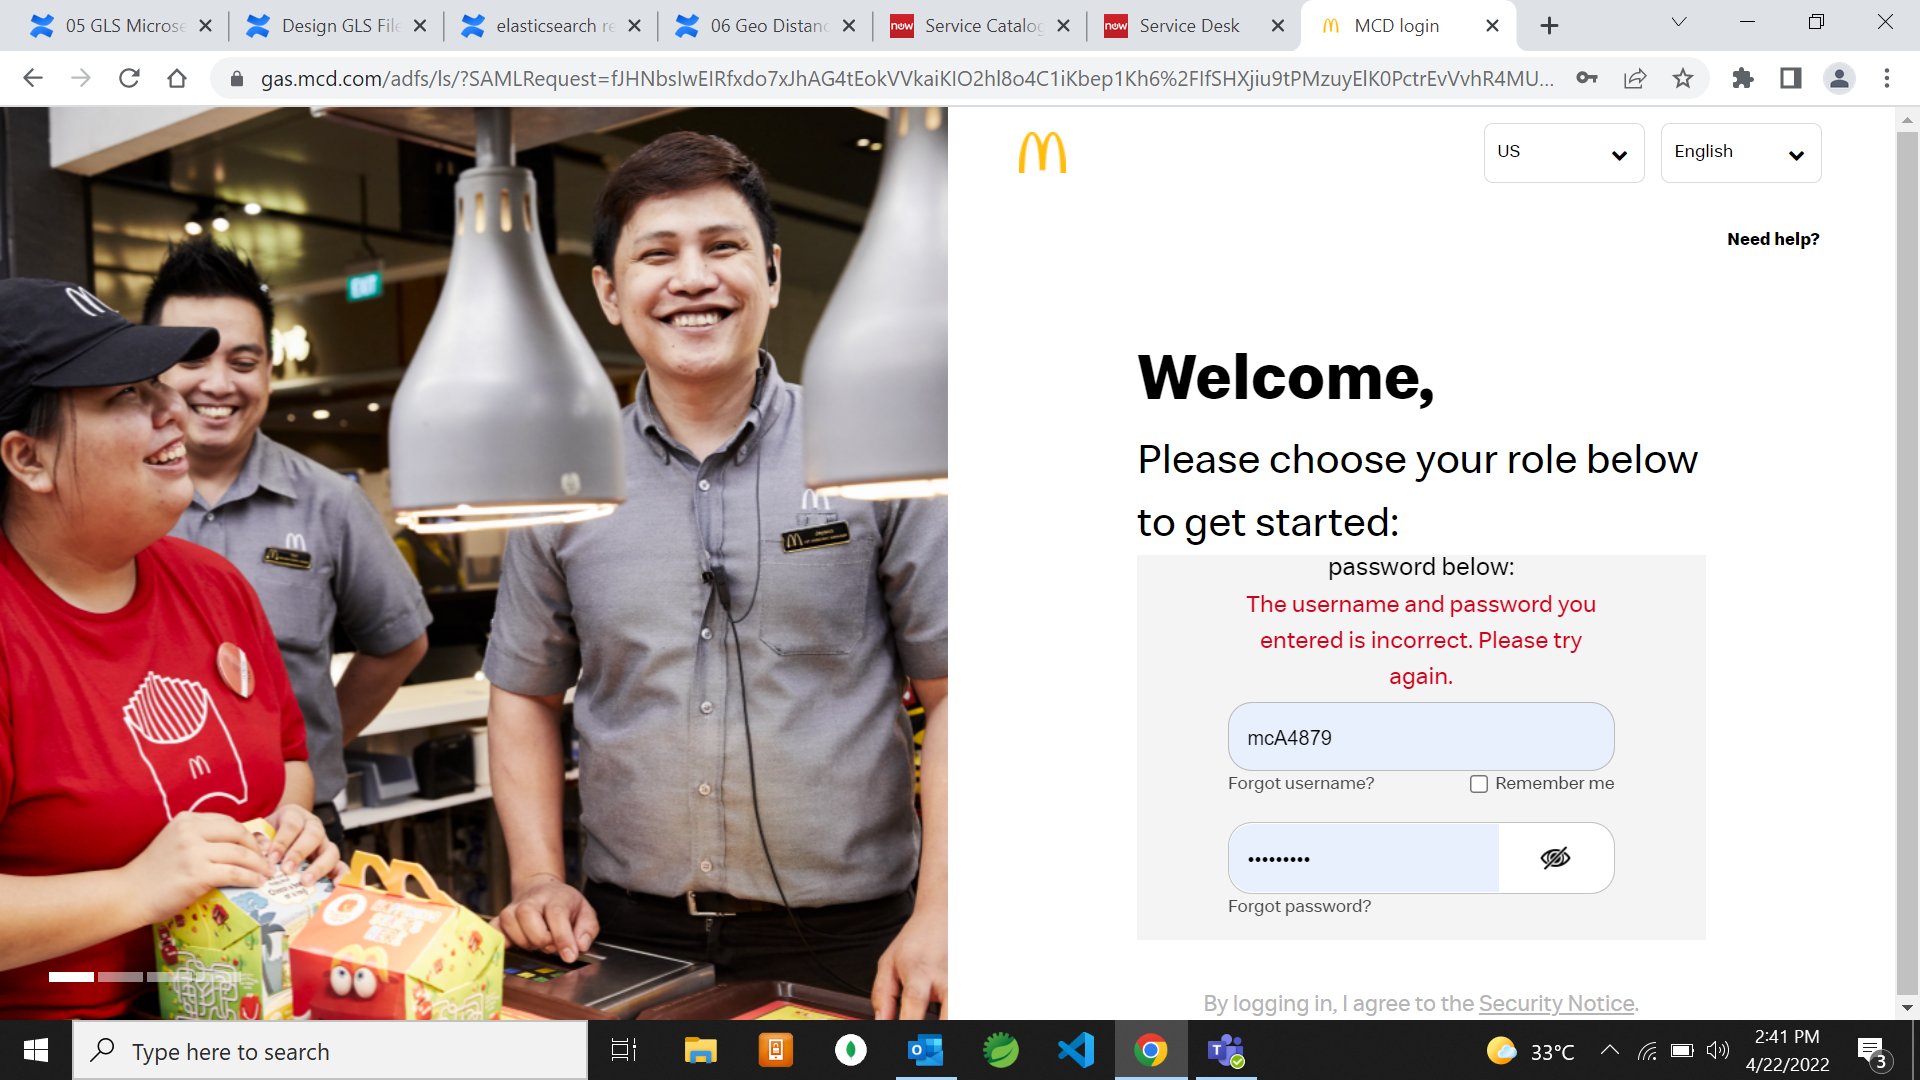 05 GLS Microse
Design GLS File
elasticsearch re
06 Geo Distanc
now
Service Catalog
now
Service Desk
MCD login
gas.mcd.com/adfs/ls/?SAMLRequest=fJHNbsIwEIRfxdo7xJhAG4tEokVVkaiKIO2hl8o4C1iKbep1Kh6%2FIfSHXjiu9tPMzuyElK0PctrEvVvhR4MU...
US
English
Need help?
EXIT
Welcome,
Please choose your role below
to get started:
password below:
The username and password you
entered is incorrect. Please try
again.
mcA4879
Forgot username?
Remember me
•••••••••
Forgot password?
By logging in, I agree to the Security Notice.
Type here to search
33°C
2:41 PM
4/22/2022
3